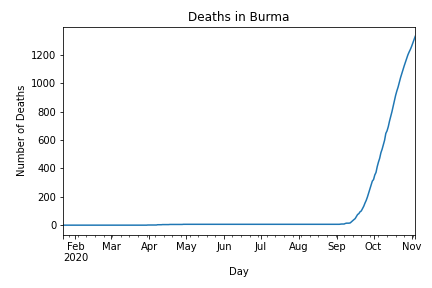 Deaths in Burma
Number of Deaths
1200
1000
800
600
400
200
0
Feb Mar Apr May Jun Jul Aug Sep Oct Nov
2020
Day